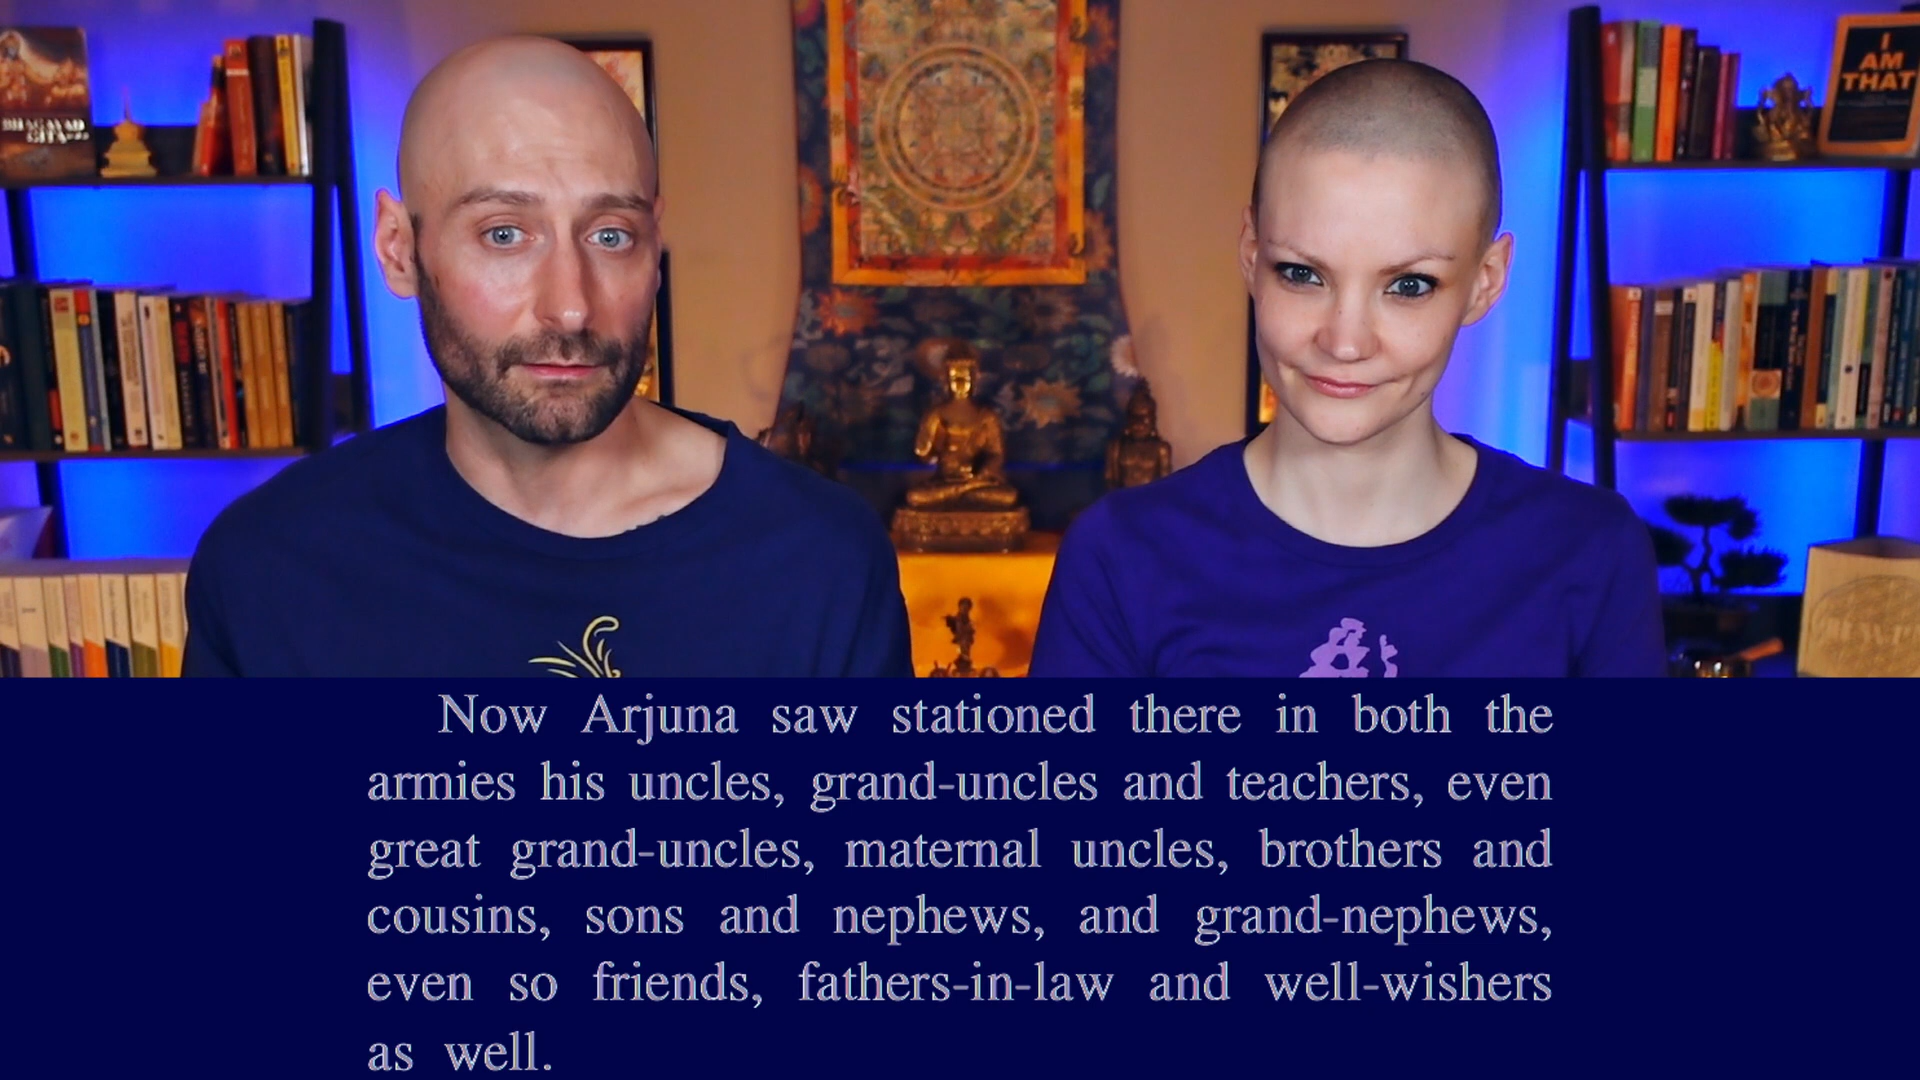 BHAGAVAD
GITA
I
AM
THAT
Now Arjuna saw stationed there in both the
armies his uncles, grand-uncles and teachers, even
great grand-uncles, maternal uncles, brothers and
cousins, sons and nephews, and grand-nephews,
even so friends, fathers-in-law and well-wishers
as well.